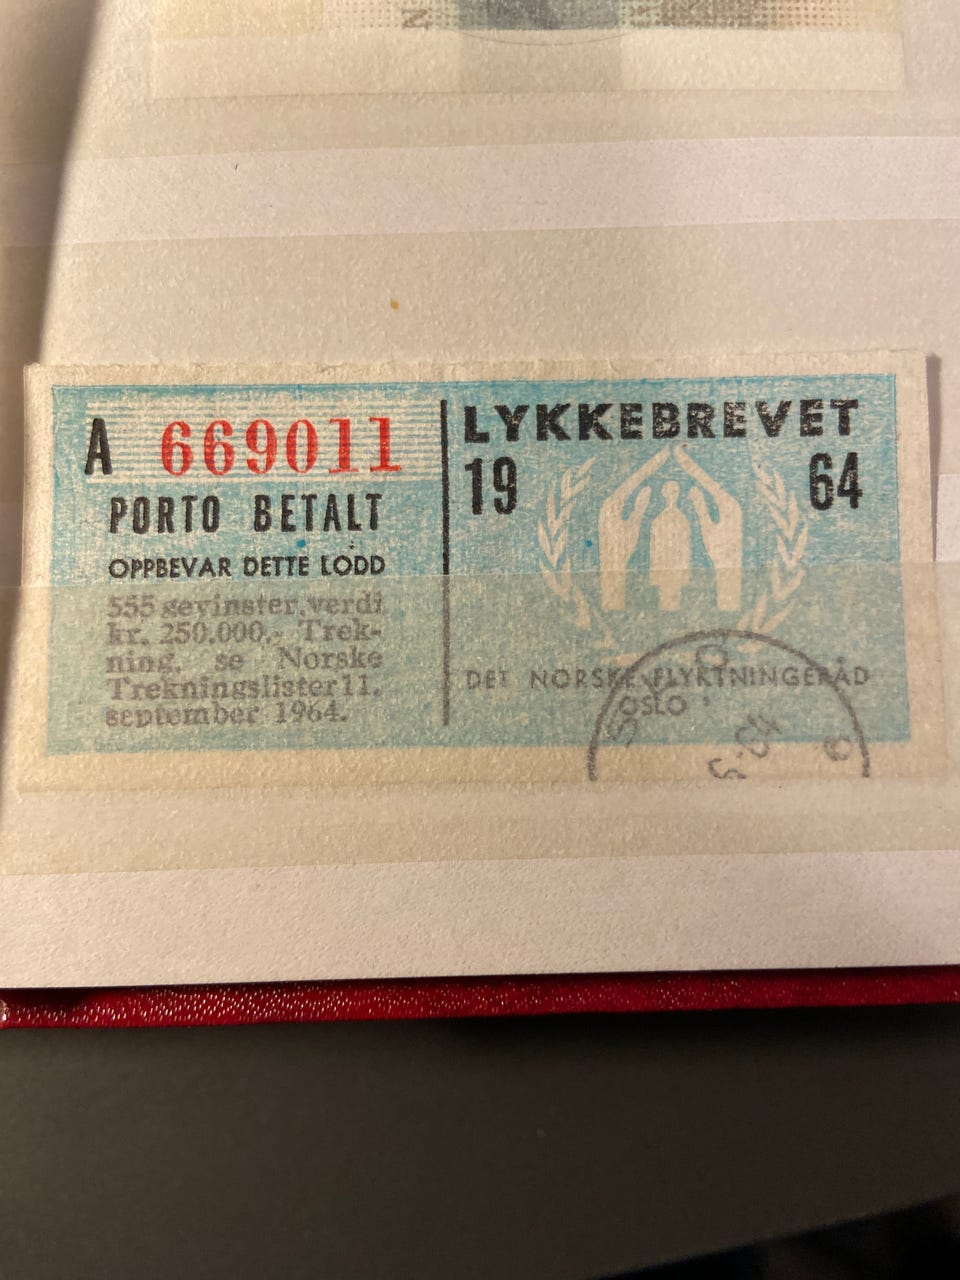 N
A 669011
PORTO BETALT
OPPBEVAR DETTE LODD
555 gevinster, verdi
kr. 250.000,- Trek-
ning, se Norske
Trekningslister 11.
september 1964.
LYKKEBREVET
19 64
DET NORSKE FLYKTNINGERÅD
OSLO